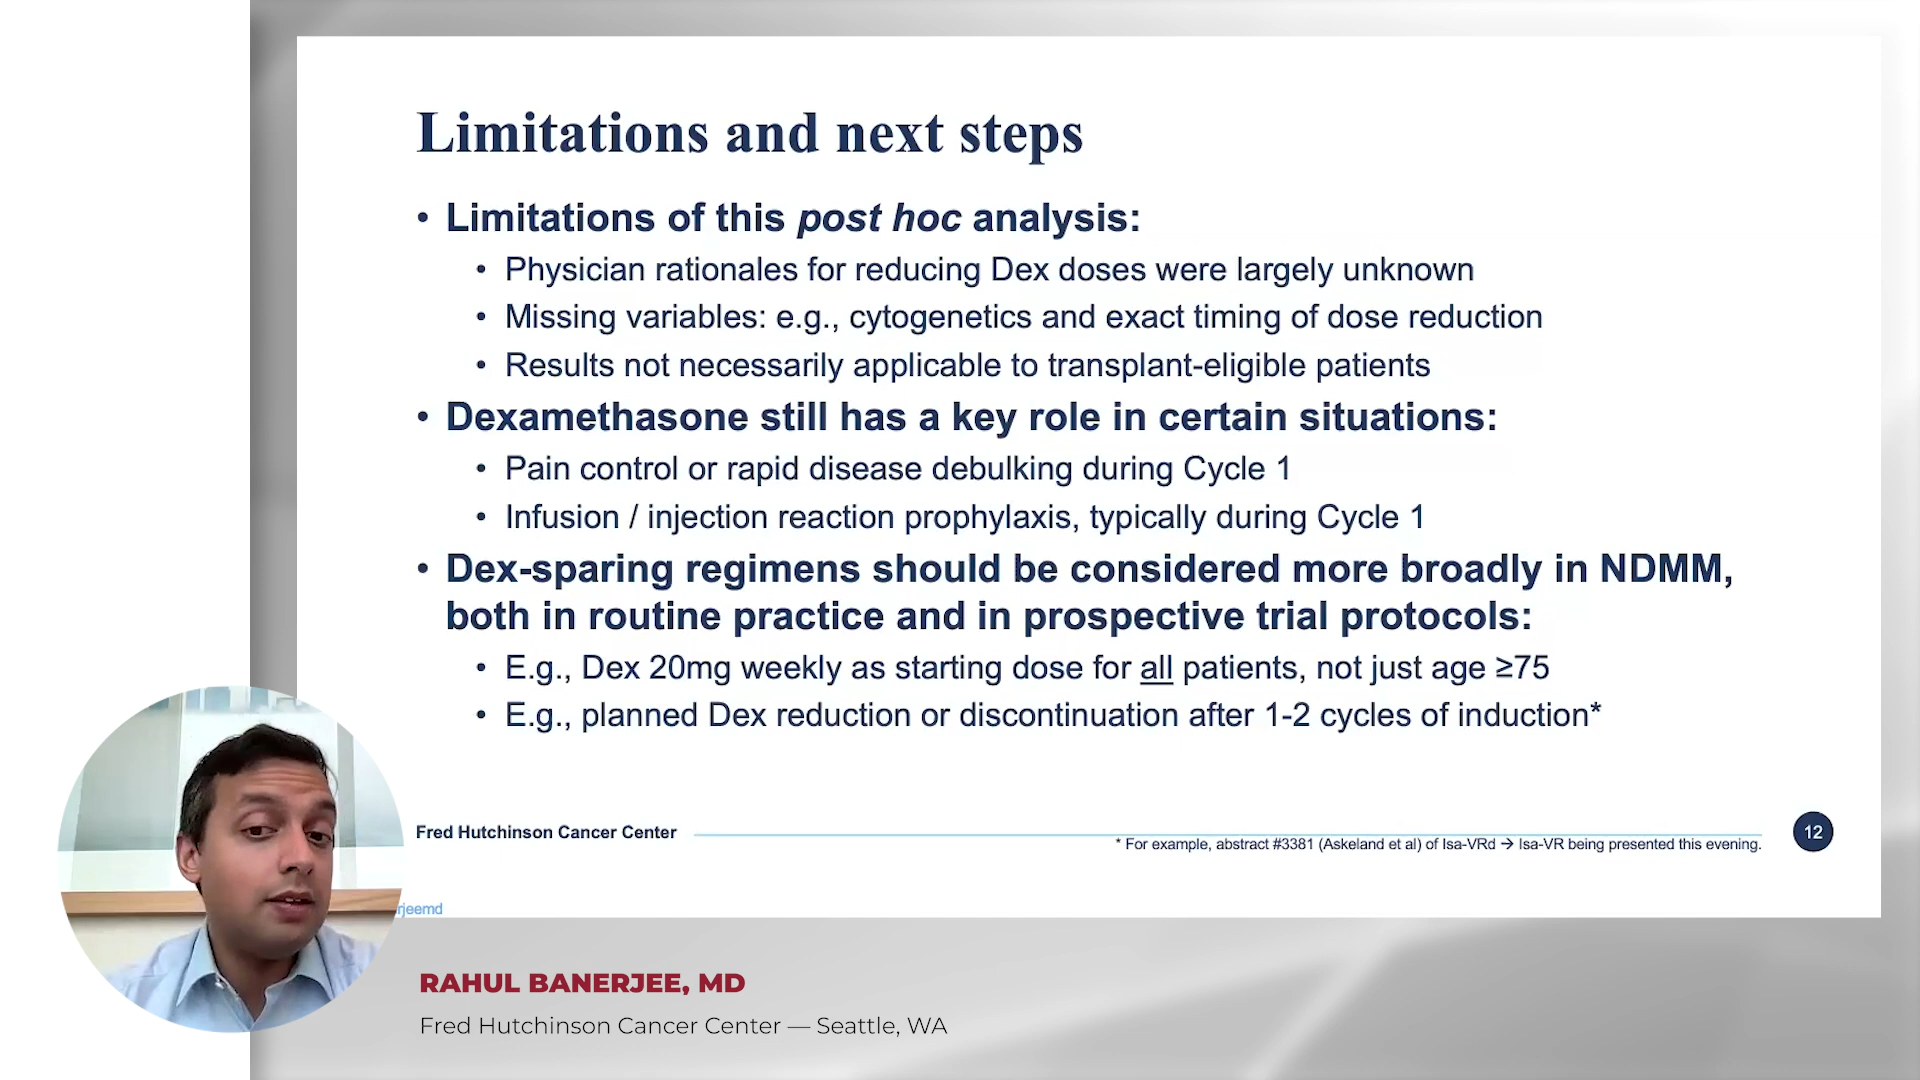 Limitations and next steps
• Limitations of this post hoc analysis:
• Physician rationales for reducing Dex doses were largely unknown
• Missing variables: e.g., cytogenetics and exact timing of dose reduction
• Results not necessarily applicable to transplant-eligible patients
• Dexamethasone still has a key role in certain situations:
• Pain control or rapid disease debulking during Cycle 1
• Infusion / injection reaction prophylaxis, typically during Cycle 1
• Dex-sparing regimens should be considered more broadly in NDMM,
both in routine practice and in prospective trial protocols:
• E.g., Dex 20mg weekly as starting dose for all patients, not just age ≥75
• E.g., planned Dex reduction or discontinuation after 1-2 cycles of induction*
Fred Hutchinson Cancer Center
12
* For example, abstract #3381 (Askeland et al) of Isa-VRd → Isa-VR being presented this evening.
rjeemd
RAHUL BANERJEE, MD
Fred Hutchinson Cancer Center — Seattle, WA